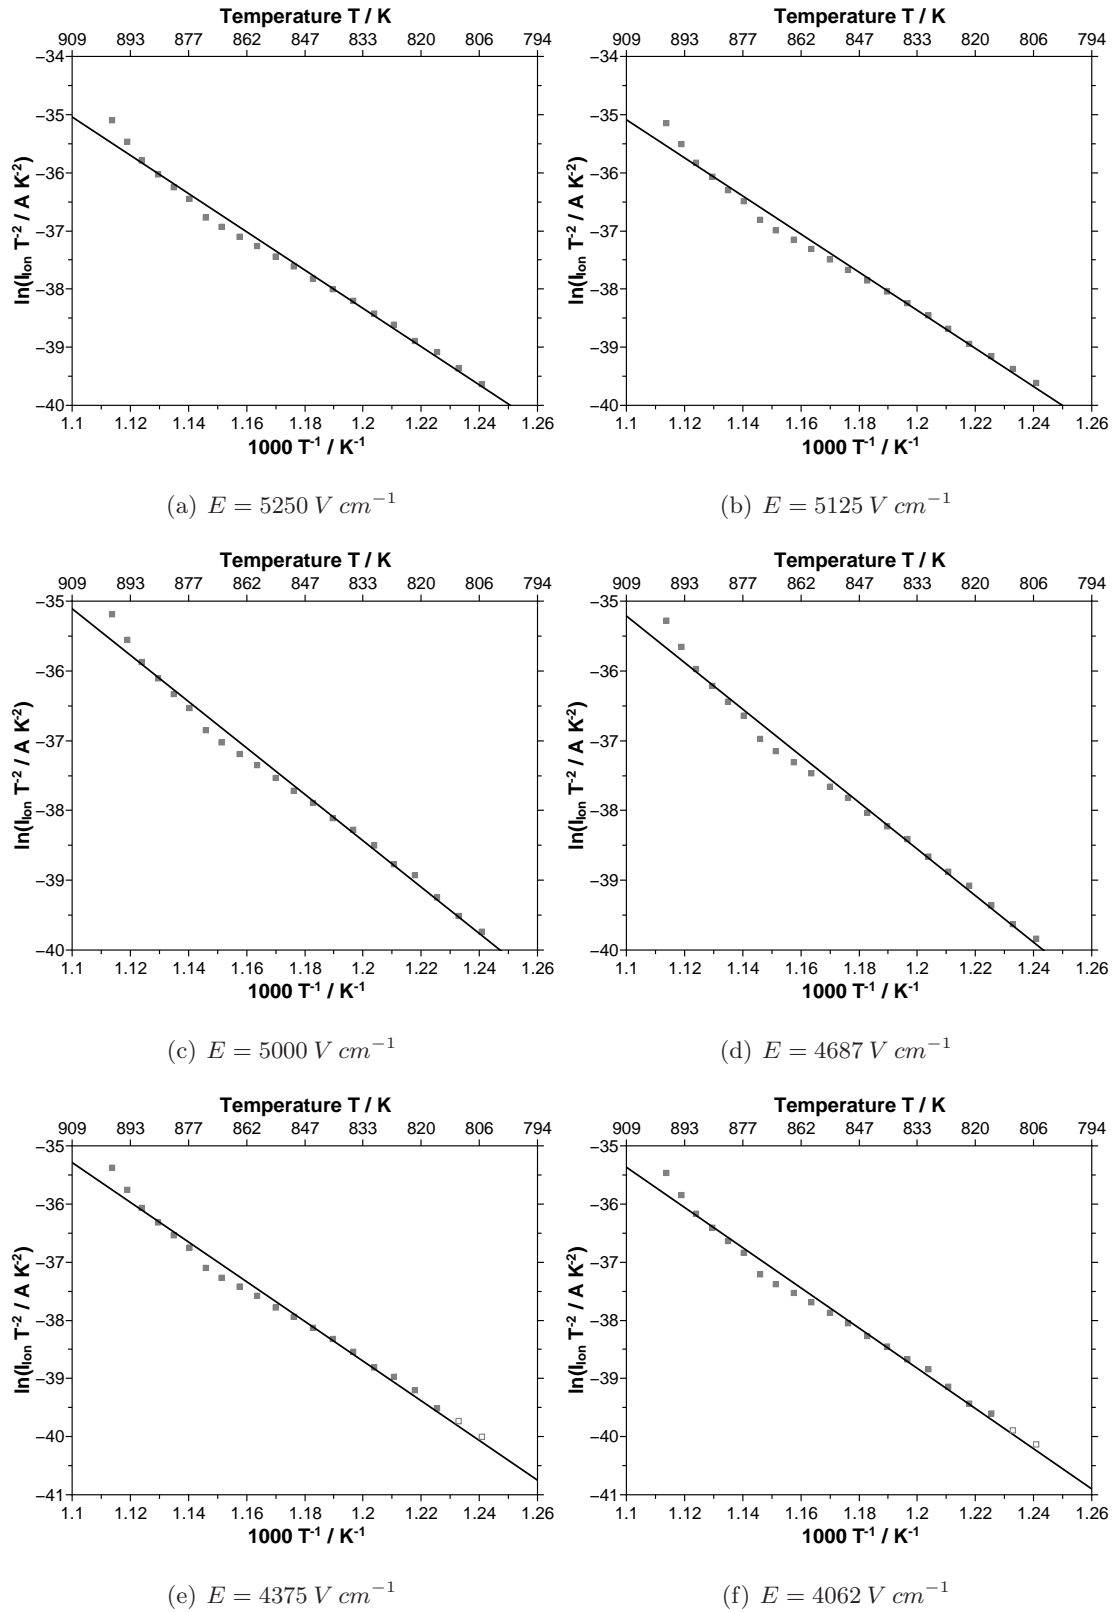 Temperature T / K
909 893 877 862 847 833 820 806 794
−34
−35
−36
−37
−38
−39
−40
ln(I_Ion T^-2 / A K^-2)
1.1 1.12 1.14 1.16 1.18 1.2 1.22 1.24 1.26
1000 T^-1 / K^-1
(a) E = 5250 V cm^−1
Temperature T / K
909 893 877 862 847 833 820 806 794
−34
−35
−36
−37
−38
−39
−40
ln(I_Ion T^-2 / A K^-2)
1.1 1.12 1.14 1.16 1.18 1.2 1.22 1.24 1.26
1000 T^-1 / K^-1
(b) E = 5125 V cm^−1
Temperature T / K
909 893 877 862 847 833 820 806 794
−35
−36
−37
−38
−39
−40
ln(I_Ion T^-2 / A K^-2)
1.1 1.12 1.14 1.16 1.18 1.2 1.22 1.24 1.26
1000 T^-1 / K^-1
(c) E = 5000 V cm^−1
Temperature T / K
909 893 877 862 847 833 820 806 794
−35
−36
−37
−38
−39
−40
ln(I_Ion T^-2 / A K^-2)
1.1 1.12 1.14 1.16 1.18 1.2 1.22 1.24 1.26
1000 T^-1 / K^-1
(d) E = 4687 V cm^−1
Temperature T / K
909 893 877 862 847 833 820 806 794
−35
−36
−37
−38
−39
−40
−41
ln(I_Ion T^-2 / A K^-2)
1.1 1.12 1.14 1.16 1.18 1.2 1.22 1.24 1.26
1000 T^-1 / K^-1
(e) E = 4375 V cm^−1
Temperature T / K
909 893 877 862 847 833 820 806 794
−35
−36
−37
−38
−39
−40
−41
ln(I_Ion T^-2 / A K^-2)
1.1 1.12 1.14 1.16 1.18 1.2 1.22 1.24 1.26
1000 T^-1 / K^-1
(f) E = 4062 V cm^−1